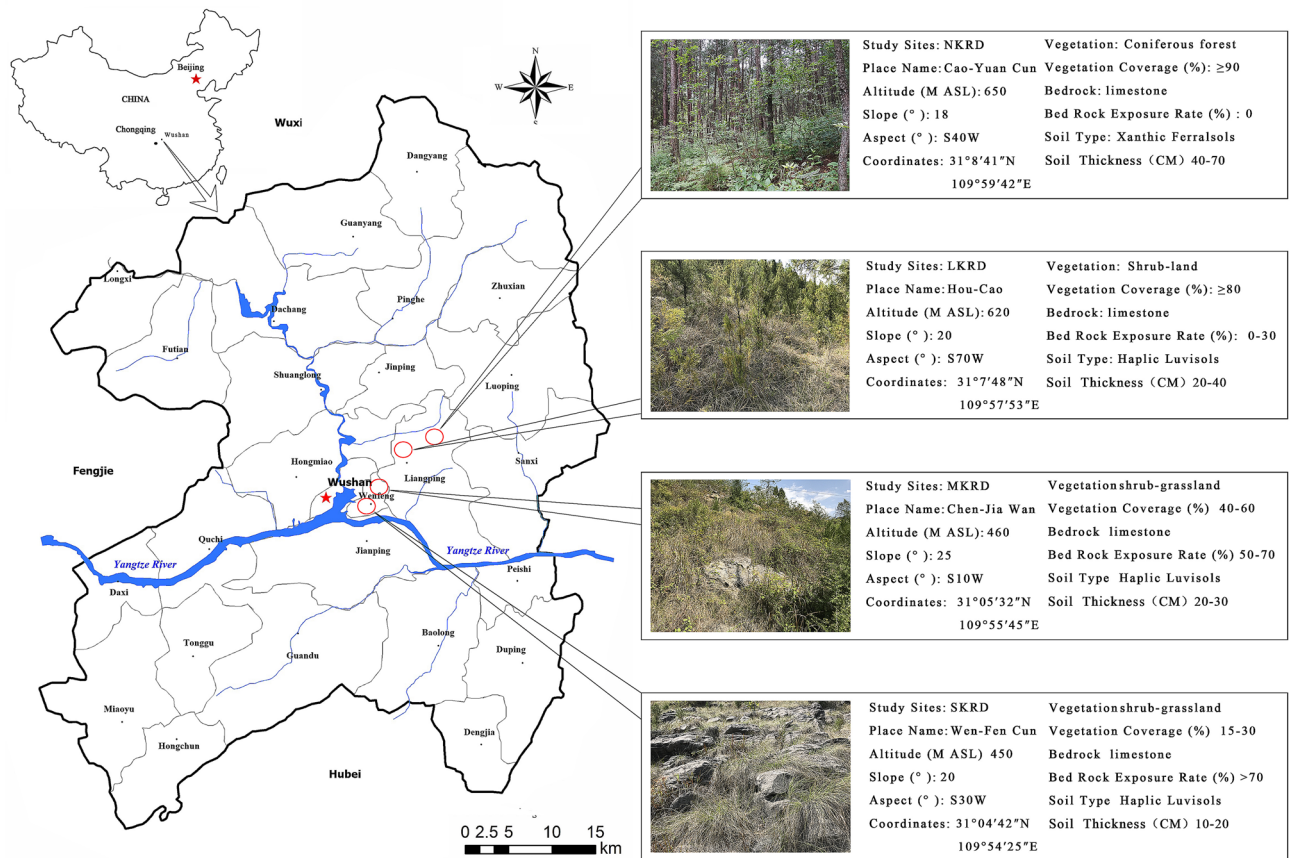 Beijing
CHINA
Chongqing
Wushan
Wuxi
N
W
E
S
Dangyang
Guanyang
Longxi
Zhuxian
Pinghe
Dachang
Futian
Jinping
Shuanglong
Luoping
Fengjie
Hongmiao
Sanxi
Wushan
Liangping
Wenfeng
Quchi
Jianping
Yangtze River
Yangtze River
Peishi
Daxi
Tonggu
Baolong
Guandu
Duping
Miaoyu
Hongchun
Dengjia
Hubei
0 2.5 5 10 15
km
Study Sites: NKRD Vegetation: Coniferous forest
Place Name: Cao-Yuan Cun Vegetation Coverage (%): ≥90
Altitude (M ASL): 650 Bedrock: limestone
Slope (° ): 18 Bed Rock Exposure Rate (%) : 0
Aspect (° ): S40W Soil Type: Xanthic Ferralsols
Coordinates: 31°8′41″N Soil Thickness (CM) 40-70
109°59′42″E
Study Sites: LKRD Vegetation: Shrub-land
Place Name: Hou-Cao Vegetation Coverage (%): ≥80
Altitude (M ASL): 620 Bedrock: limestone
Slope (° ): 20 Bed Rock Exposure Rate (%): 0-30
Aspect (° ): S70W Soil Type: Haplic Luvisols
Coordinates: 31°7′48″N Soil Thickness (CM) 20-40
109°57′53″E
Study Sites: MKRD Vegetationshrub-grassland
Place Name: Chen-Jia Wan Vegetation Coverage (%) 40-60
Altitude (M ASL): 460 Bedrock limestone
Slope (° ): 25 Bed Rock Exposure Rate (%) 50-70
Aspect (° ): S10W Soil Type Haplic Luvisols
Coordinates: 31°05′32″N Soil Thickness (CM) 20-30
109°55′45″E
Study Sites: SKRD Vegetationshrub-grassland
Place Name: Wen-Fen Cun Vegetation Coverage (%) 15-30
Altitude (M ASL) 450 Bedrock limestone
Slope (° ): 20 Bed Rock Exposure Rate (%) >70
Aspect (° ): S30W Soil Type Haplic Luvisols
Coordinates: 31°04′42″N Soil Thickness (CM) 10-20
109°54′25″E